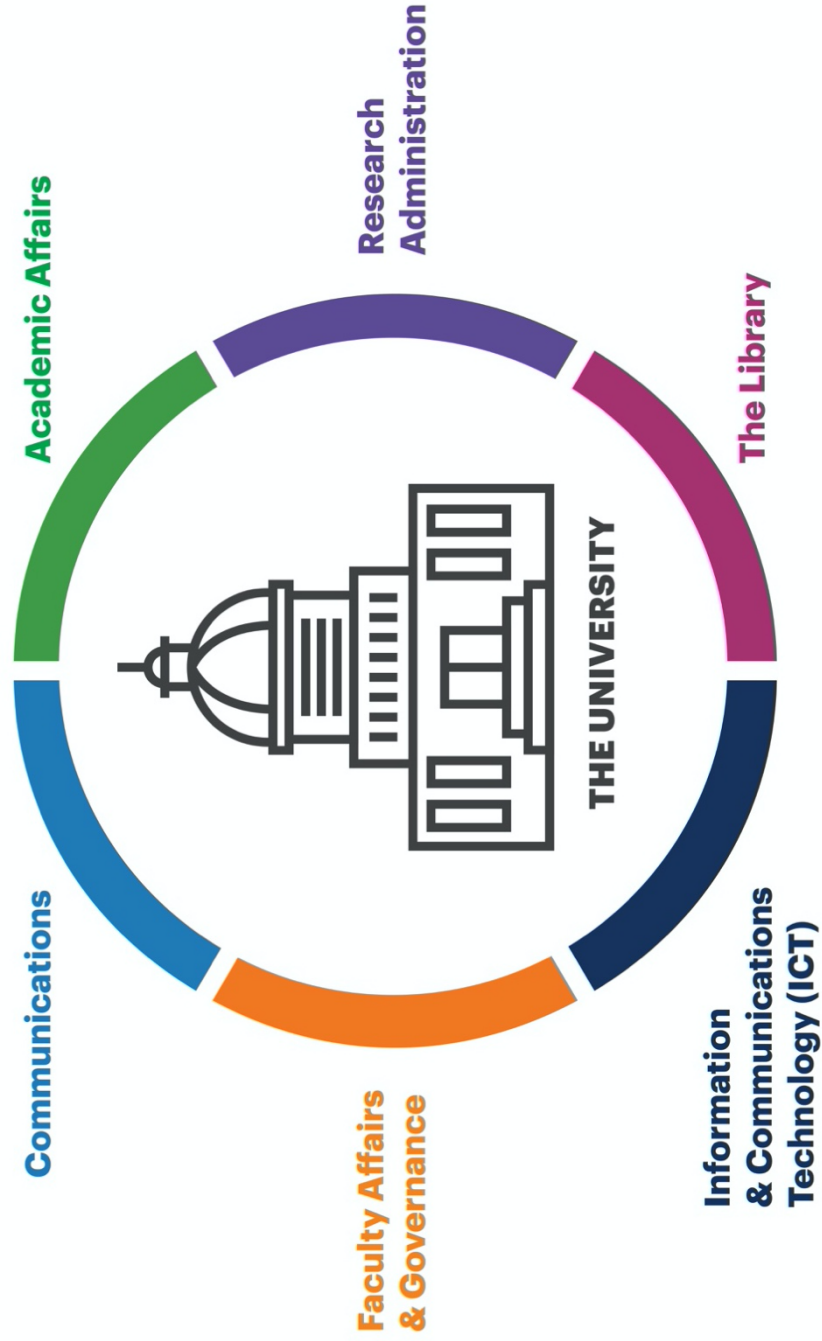 Communications
Academic Affairs
Faculty Affairs
& Governance
Research
Administration
THE UNIVERSITY
Information
& Communications
Technology (ICT)
The Library